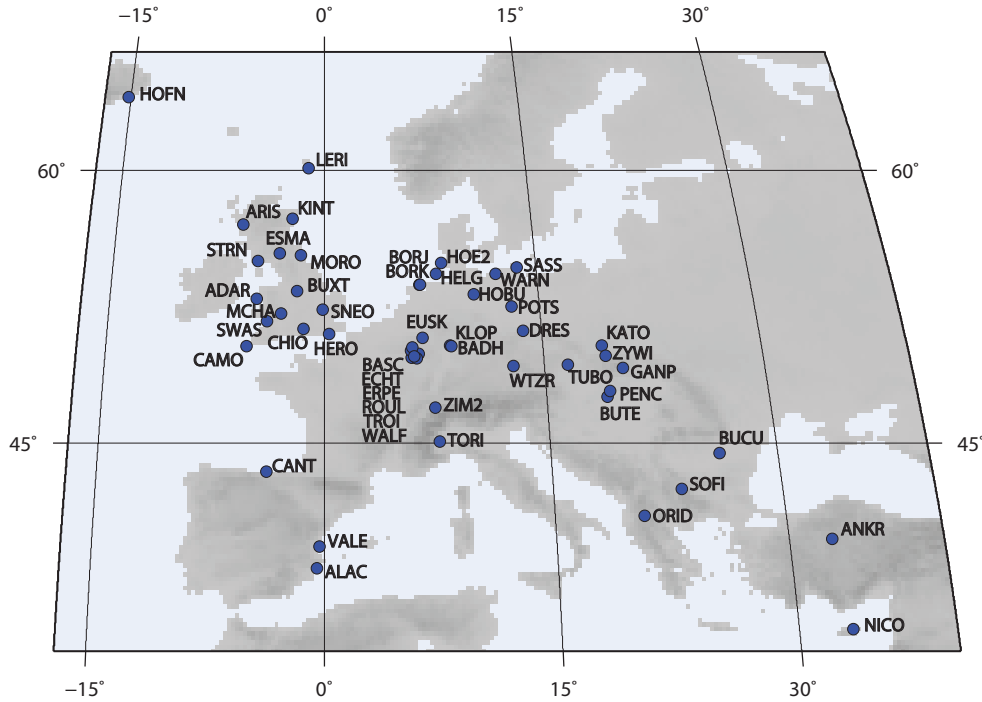 −15˚ 0˚ 15˚ 30˚
HOFN
LERI
60˚ 60˚
ARIS KINT
STRN ESMA
MORO
BORJ HOE2
BORK HELG
SASS
WARN
ADAR BUXT
HOBU
MCHA SNEO
POTS
SWAS
EUSK
CHIO HERO
KLOP
DRES
KATO
CAMO
BADH
ZYWI
BASC
ECHT
ERPE
ROUL
TROI
WALF
WTZR
TUBO
GANP
PENC
BUTE
ZIM2
TORI
45˚ 45˚
BUCU
CANT
SOFI
ORID
ANKR
VALE
ALAC
NICO
−15˚ 0˚ 15˚ 30˚